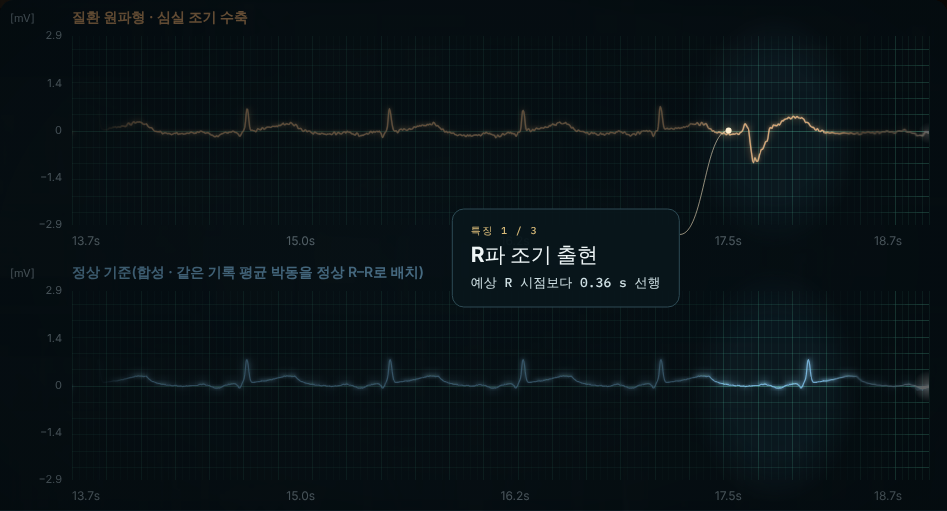 [mV] 질환 원파형 · 심실 조기 수축
2.9
1.4
0
−1.4
−2.9
13.7s 15.0s 17.5s 18.7s
특징 1 / 3
R파 조기 출현
예상 R 시점보다 0.36 s 선행
[mV] 정상 기준(합성 · 같은 기록 평균 박동을 정상 R–R로 배치)
2.9
1.4
0
−1.4
−2.9
13.7s 15.0s 16.2s 17.5s 18.7s